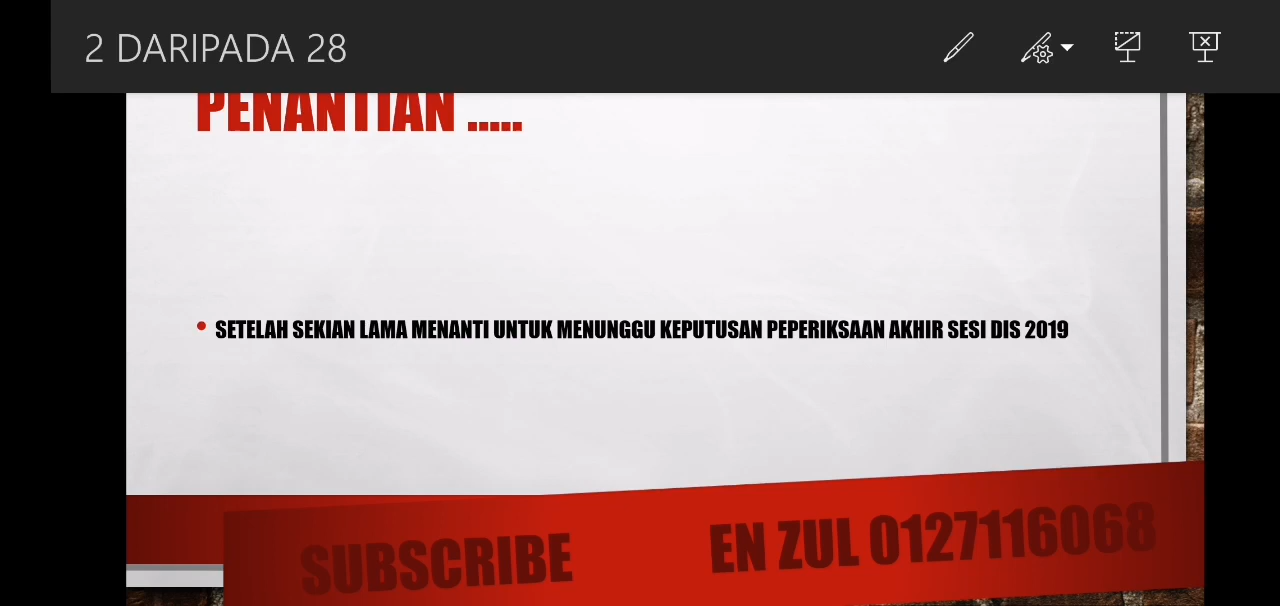 2 DARIPADA 28
PENANTIAN .....
• SETELAH SEKIAN LAMA MENANTI UNTUK MENUNGGU KEPUTUSAN PEPERIKSAAN AKHIR SESI DIS 2019
SUBSCRIBE EN ZUL 0127116068